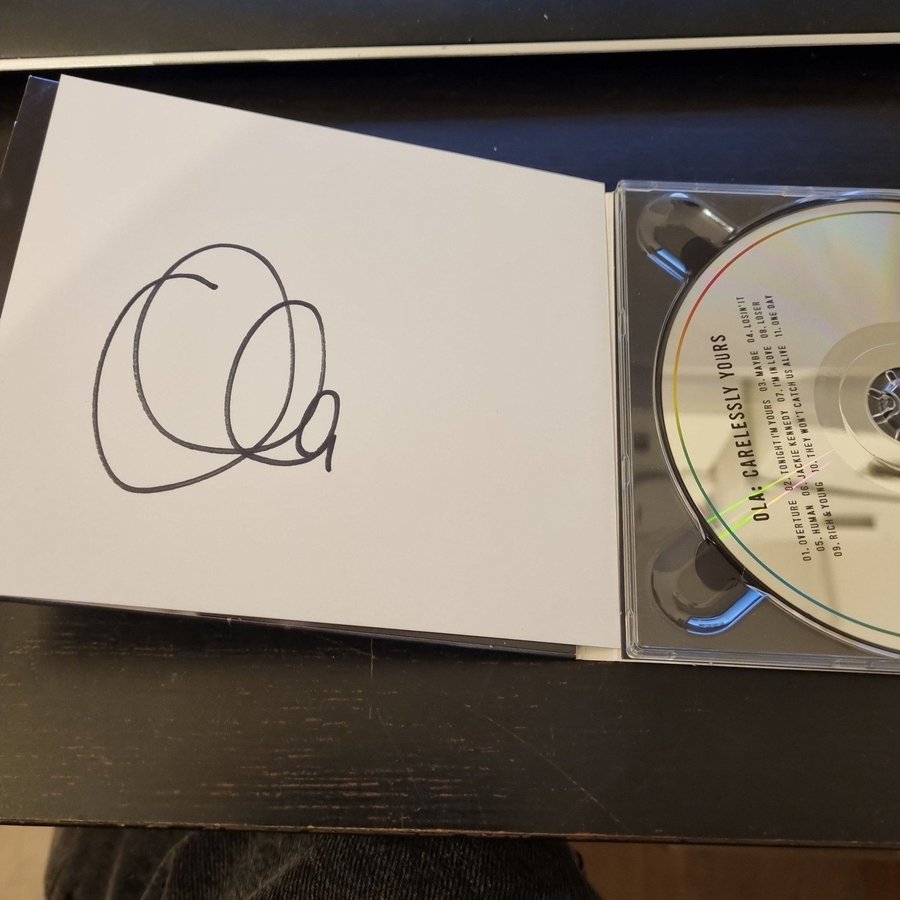 Ola
OLA: CARELESSLY YOURS
01. OVERTURE 02. TONIGHT I'M YOURS 03. MAYBE 04. LOSIN'IT
05. HUMAN 06. JACKIE KENNEDY 07. I'M IN LOVE 08. LOSER
09. RICH & YOUNG 10. THEY WON'T CATCH US ALIVE 11. ONE DAY